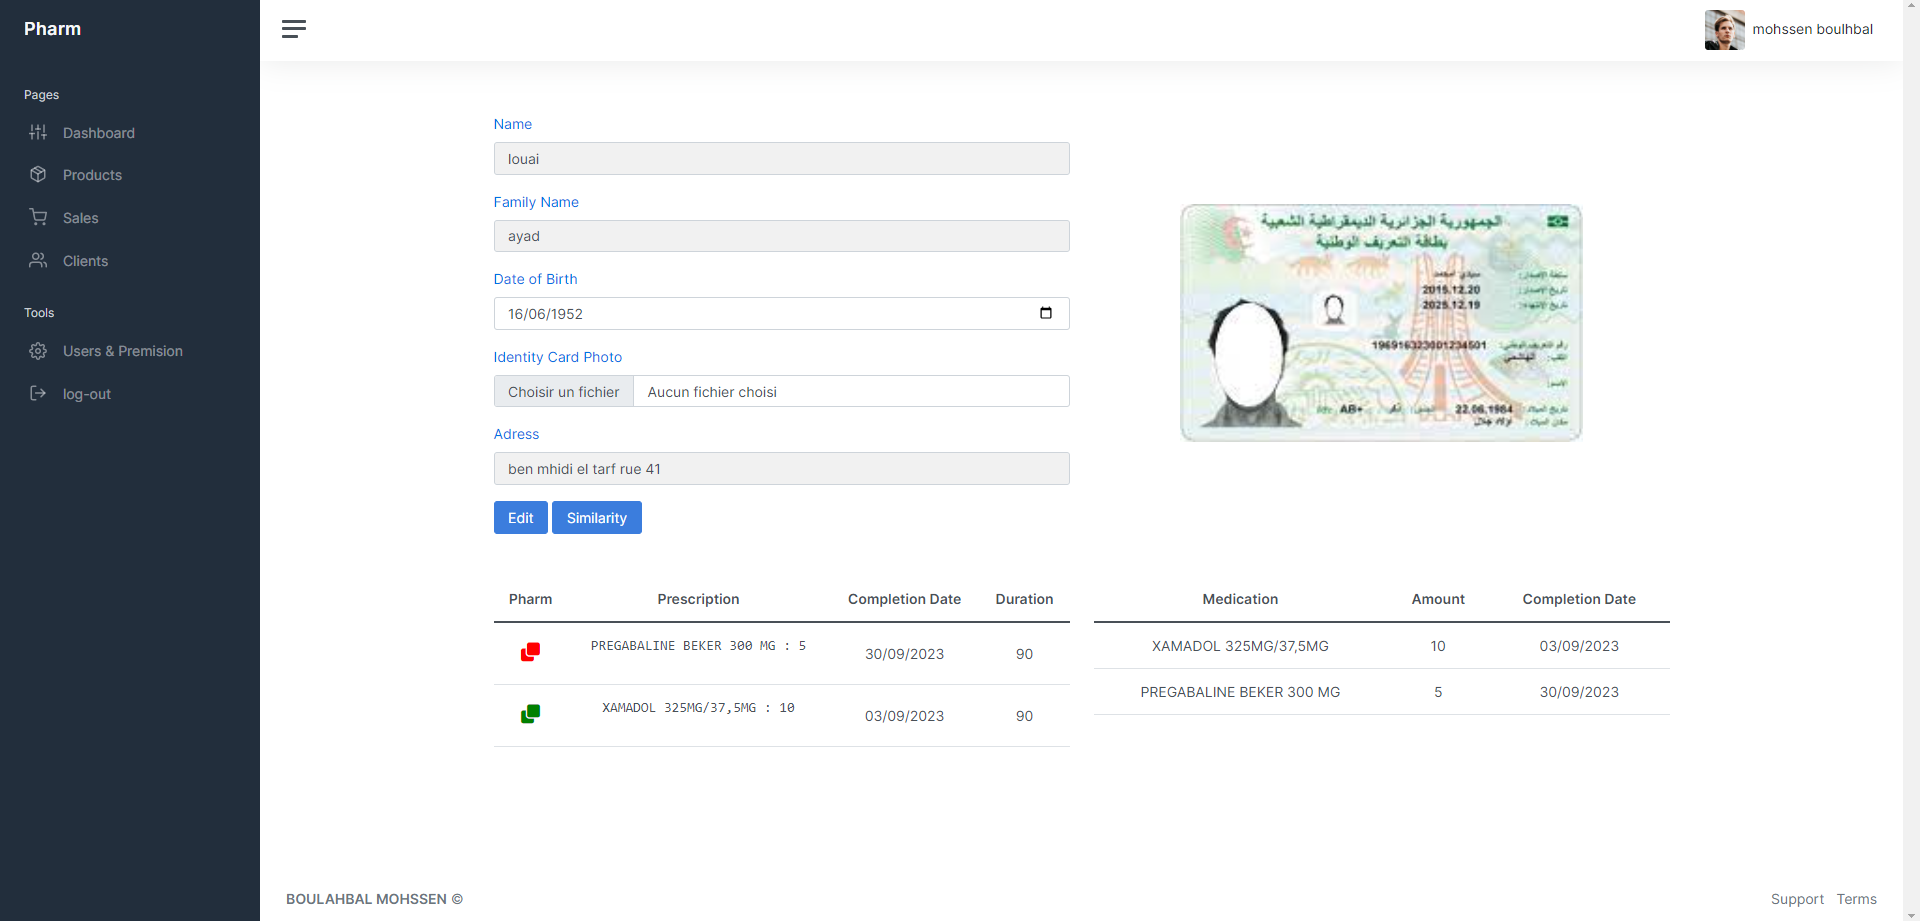 Pharm
mohssen boulhbal
Pages
Dashboard
Products
Sales
Clients
Tools
Users & Premision
log-out
Name
louai
Family Name
ayad
Date of Birth
16/06/1952
Identity Card Photo
Choisir un fichier Aucun fichier choisi
Adress
ben mhidi el tarf rue 41
Edit Similarity
الجمهورية الجزائرية الديمقراطية الشعبية
بطاقة التعريف الوطنية
2015.12.20
2025.12.19
AB+
22.06.1984
Pharm Prescription Completion Date Duration
PREGABALINE BEKER 300 MG : 5 30/09/2023 90
XAMADOL 325MG/37,5MG : 10 03/09/2023 90
Medication Amount Completion Date
XAMADOL 325MG/37,5MG 10 03/09/2023
PREGABALINE BEKER 300 MG 5 30/09/2023
BOULAHBAL MOHSSEN ©
Support Terms